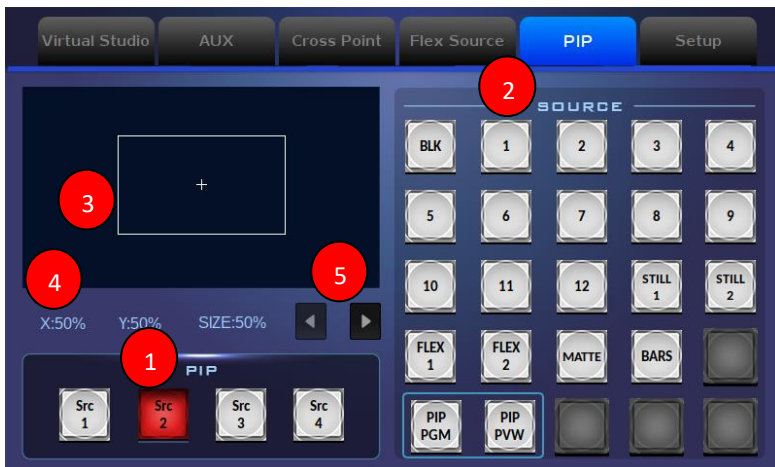 Virtual Studio AUX Cross Point Flex Source PIP Setup
2
SOURCE
BLK 1 2 3 4
3
5 6 7 8 9
4
5
10 11 12 STILL 1 STILL 2
X:50% Y:50% SIZE:50%
1
PIP
FLEX 1 FLEX 2 MATTE BARS
Src 1 Src 2 Src 3 Src 4
PIP PGM PIP PVW